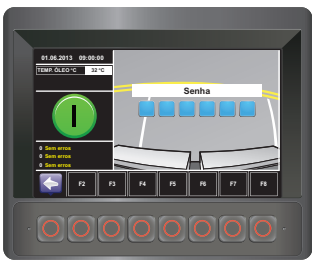 01.06.2013 09:00:00
TEMP. ÓLEO °C 32 °C
Senha
0 Sem erros
0 Sem erros
0 Sem erros
F2 F3 F4 F5 F6 F7 F8